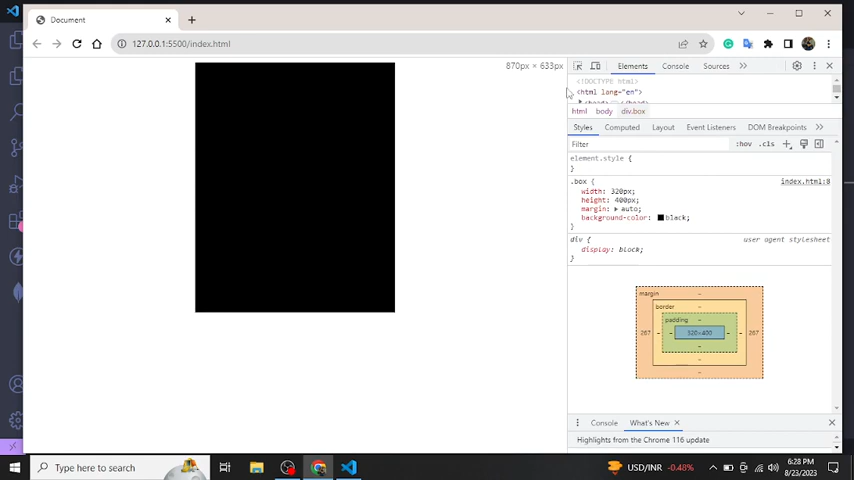 Document
127.0.0.1:5500/index.html
870px × 633px
Elements
Console
Sources
<!DOCTYPE html>
<html lang="en">
<head> … </head>
html
body
div.box
Styles
Computed
Layout
Event Listeners
DOM Breakpoints
Filter
:hov
.cls
element.style {
}
.box {
index.html:8
width: 320px;
height: 400px;
margin: auto;
background-color: black;
}
div {
user agent stylesheet
display: block;
}
margin
-
border
-
padding
-
267
-
-
320×400
-
-
267
-
-
-
Console
What's New
Highlights from the Chrome 116 update
Type here to search
USD/INR -0.48%
6:28 PM
8/23/2023